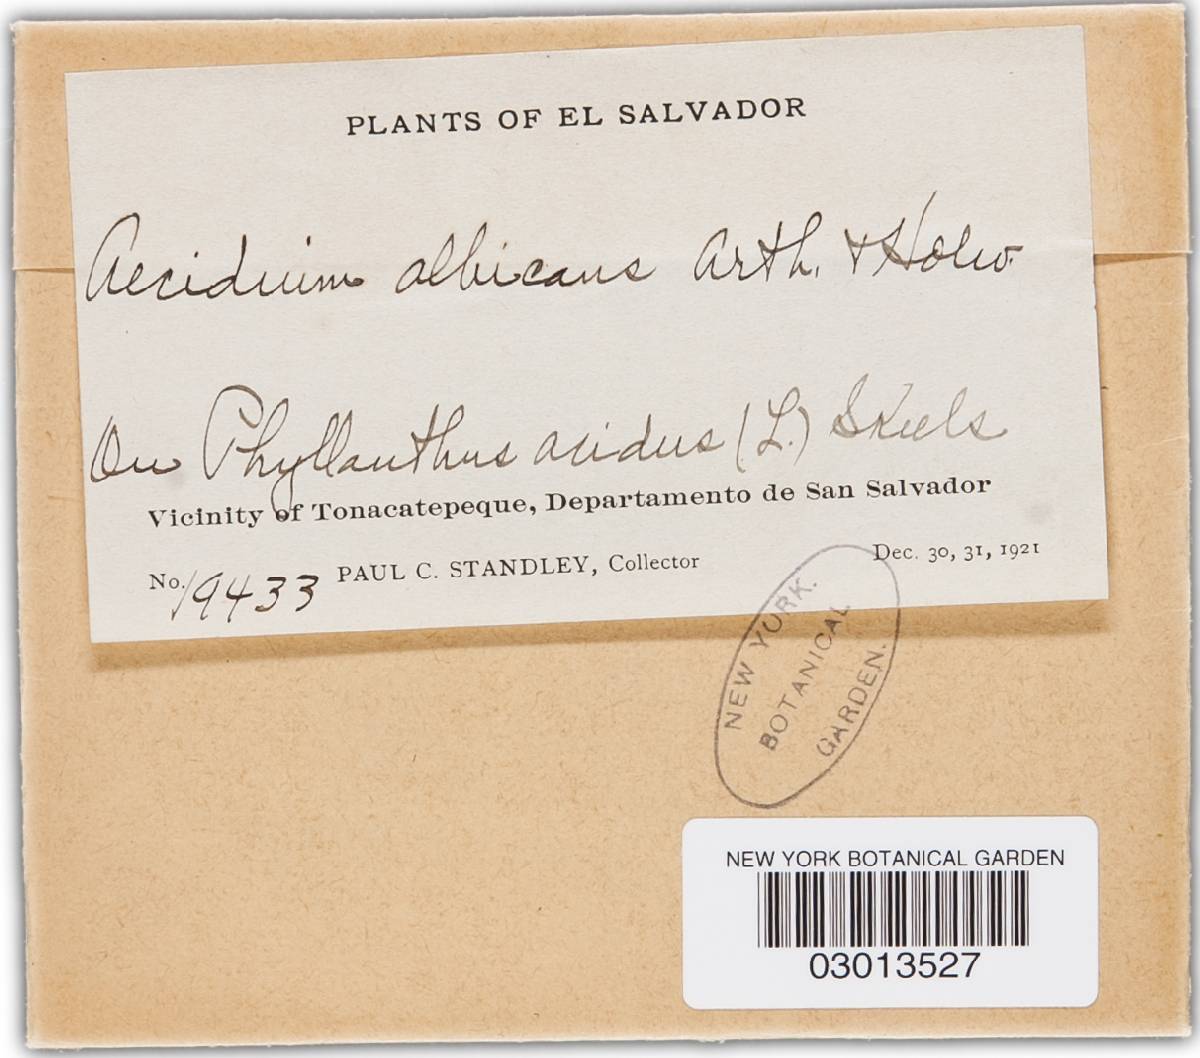 PLANTS OF EL SALVADOR
Aecidium albicans Arth. & Holw.
On Phyllanthus acidus (L.) Skeels
Vicinity of Tonacatepeque, Departamento de San Salvador
No. 19433 PAUL C. STANDLEY, Collector Dec. 30, 31, 1921
NEW YORK.
BOTANICAL
GARDEN.
NEW YORK BOTANICAL GARDEN
03013527